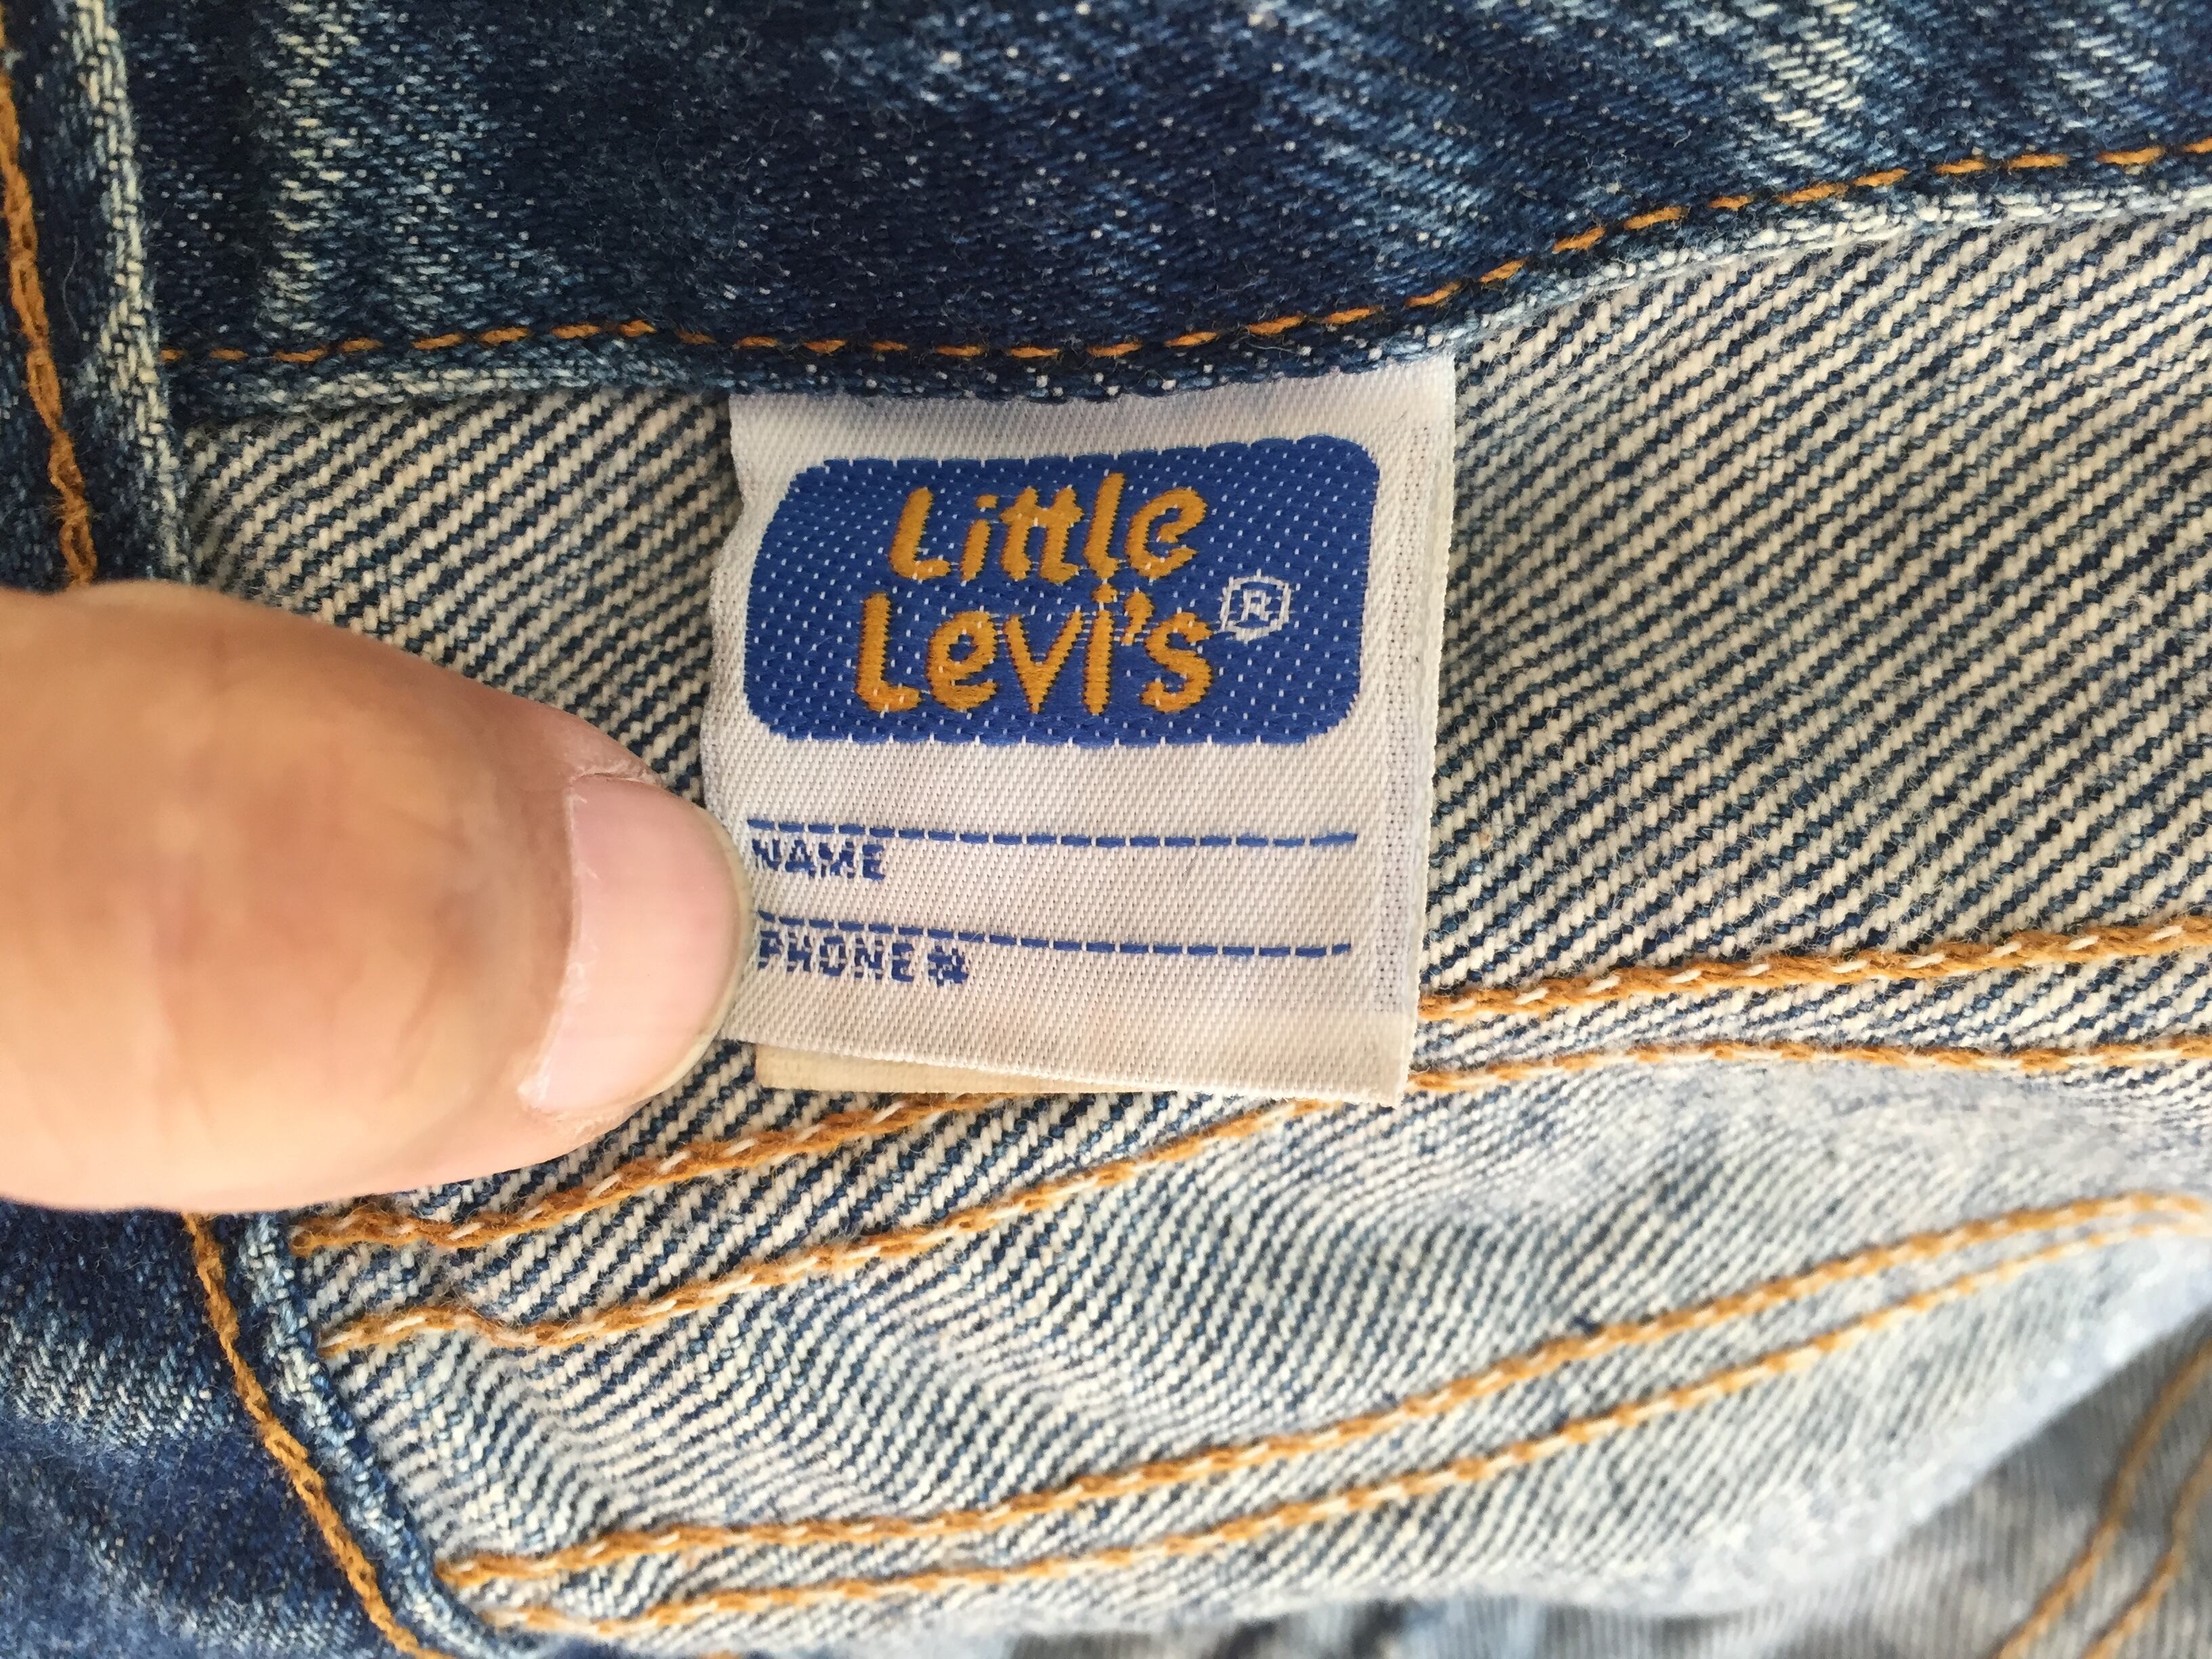 Little
Levi's ®
NAME
PHONE #